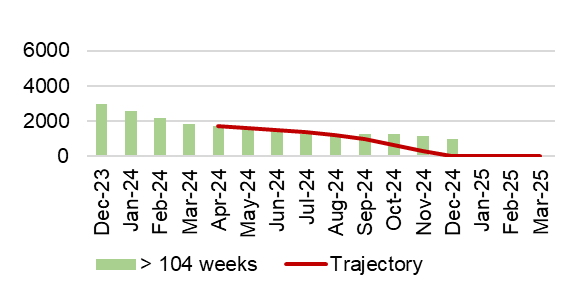 6000
4000
2000
0
Dec-23
Jan-24
Feb-24
Mar-24
Apr-24
May-24
Jun-24
Jul-24
Aug-24
Sep-24
Oct-24
Nov-24
Dec-24
Jan-25
Feb-25
Mar-25
> 104 weeks
Trajectory